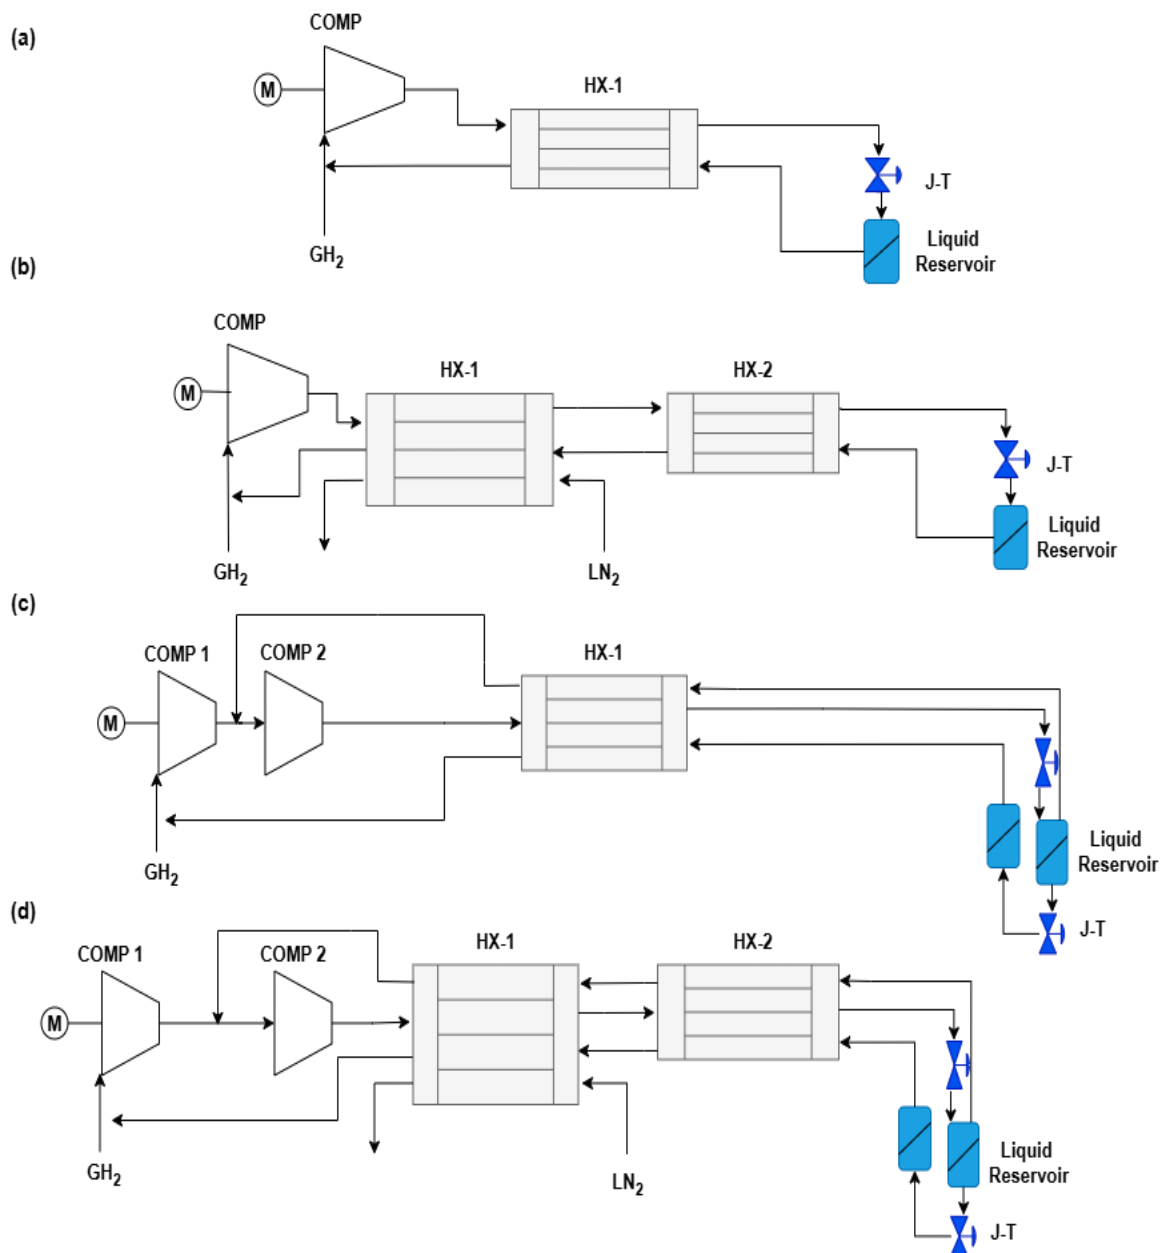 (a)
COMP
M
HX-1
J-T
Liquid
Reservoir
GH2
(b)
COMP
M
HX-1
HX-2
J-T
Liquid
Reservoir
GH2
LN2
(c)
COMP 1
COMP 2
HX-1
M
Liquid
Reservoir
GH2
J-T
(d)
COMP 1
COMP 2
HX-1
HX-2
M
Liquid
Reservoir
GH2
LN2
J-T